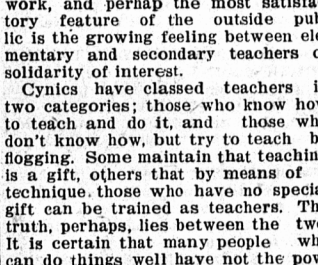 work, and perhap the most satisfa
tory feature of the outside pub
lic is the growing feeling between ele
mentary and secondary teachers o
solidarity of interest.
Cynics have classed teachers i
two categories; those who know how
to teach and do it, and those wh
don't know how, but try to teach b
flogging. Some maintain that teachin
is a gift, others that by means of
technique those who have no specia
gift can be trained as teachers. Th
truth, perhaps, lies between the two
It is certain that many people wh
can do things well have not the pow